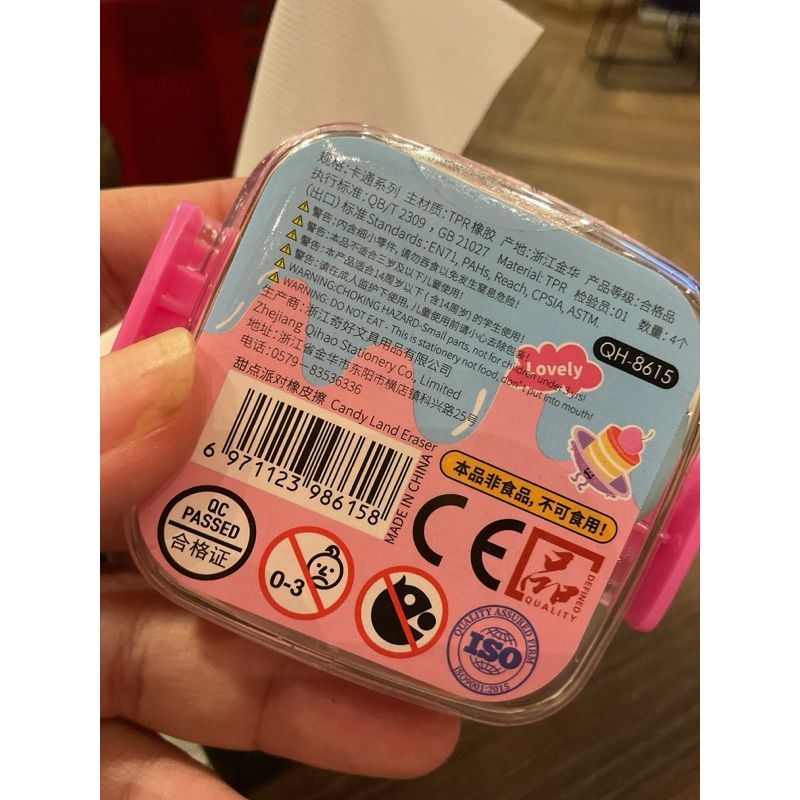 规格:卡通系列 主材质:TPR橡胶 产地:浙江金华 产品等级:合格品
执行标准:QB/T 2309,GB 21027 Material:TPR 检验员:01 数量:4个
(出口)标准Standards:EN71, PAHs, Reach, CPSIA, ASTM.
警告:内含细小零件,请勿吞食以免发生窒息危险!
警告:本品不适合三岁及以下儿童使用!
警告:本产品适合14周岁以下(含14周岁)的学生使用!
警告:请在成人监护下使用,儿童使用前请小心去除包装!
WARNING:CHOKING HAZARD-Small parts, not for children under 3yrs!
WARNING: DO NOT EAT - This is stationery not food, don't put into mouth!
生产商:浙江奇好文具用品有限公司
Zhejiang Qihao Stationery Co., Limited
地址:浙江省金华市东阳市横店镇科兴路25号
电话:0579-83536336
QH-8615
Lovely
甜点派对橡皮擦 Candy Land Eraser
6 971123 986158
MADE IN CHINA
本品非食品,不可食用!
QC
PASSED
合格证
0-3
CE
品
DEFINED
QUALITY
QUALITY ASSURED FIRM
ISO
ISO9001:2015